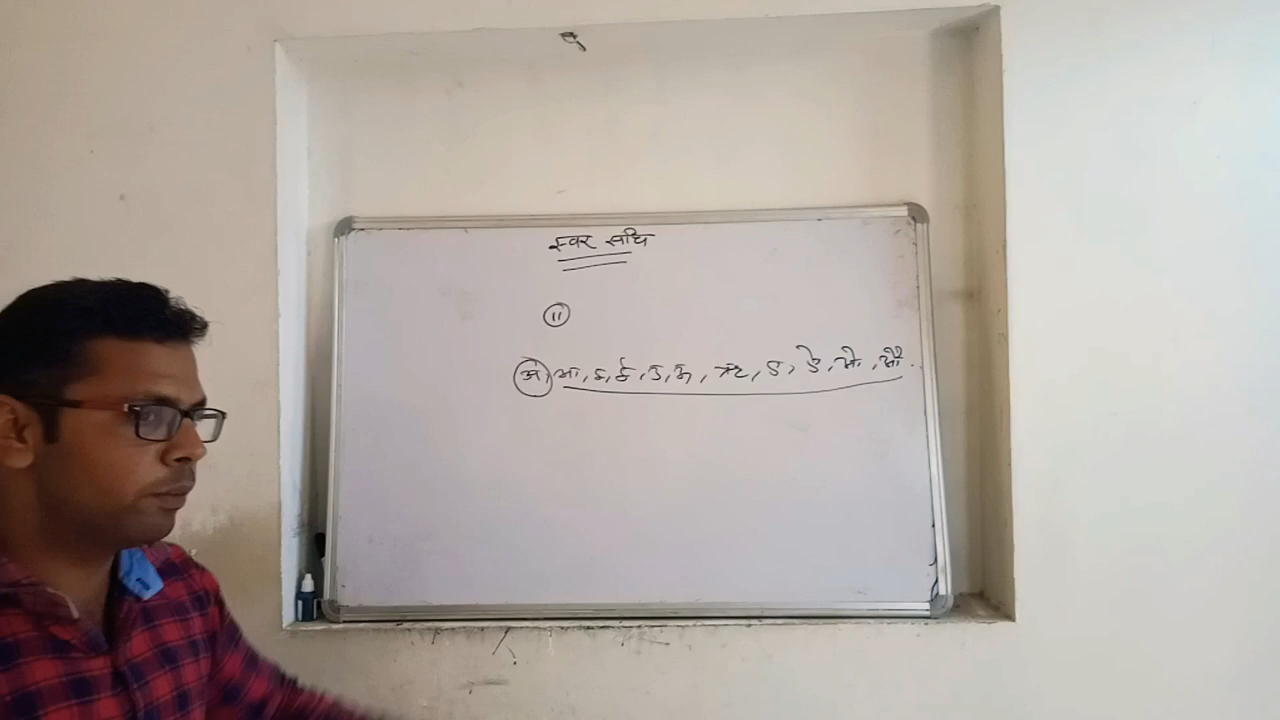 स्वर संधि
11
अ, आ, इ, ई, उ, ऊ, ऋ, ए, ऐ, ओ, औ.